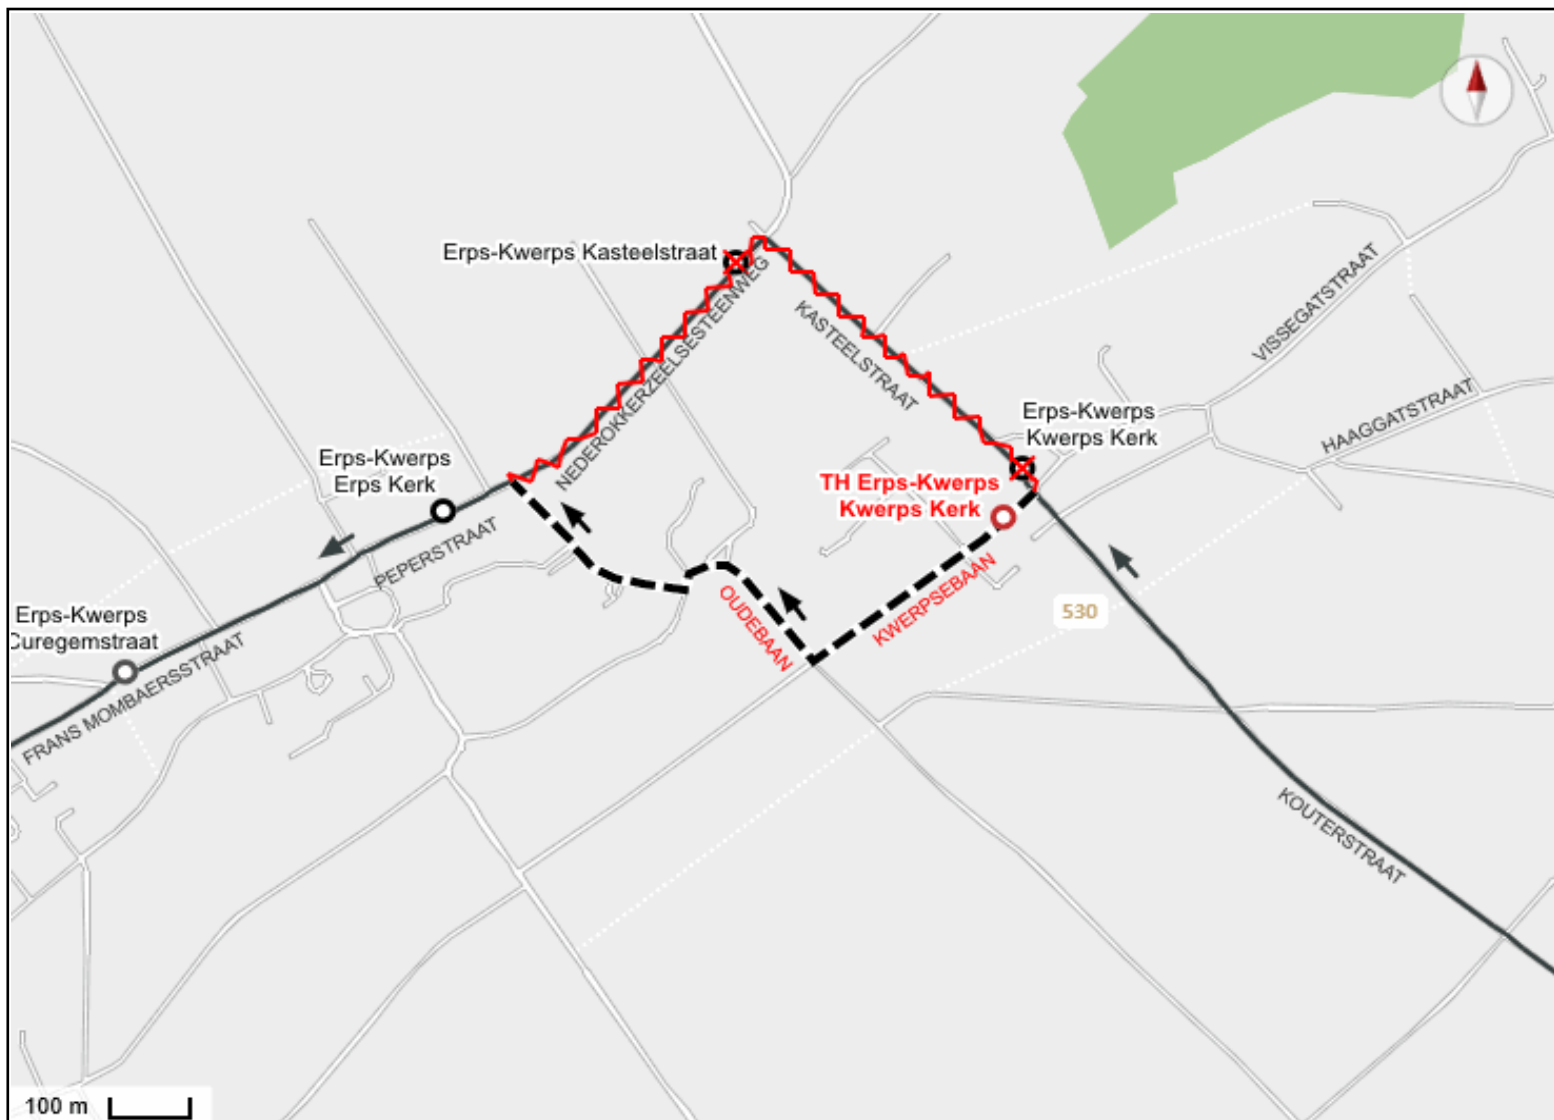 Erps-Kwerps Kasteelstraat
NEDEROKKERZEELSESTEENWEG
KASTEELSTRAAT
VISSEGATSTRAAT
HAAGGATSTRAAT
Erps-Kwerps
Kwerps Kerk
Erps-Kwerps
Erps Kerk
TH Erps-Kwerps
Kwerps Kerk
PEPERSTRAAT
OUDEBAAN
KWERPSEBAAN
530
Erps-Kwerps
Curegemstraat
FRANS MOMBAERSSTRAAT
KOUTERSTRAAT
100 m